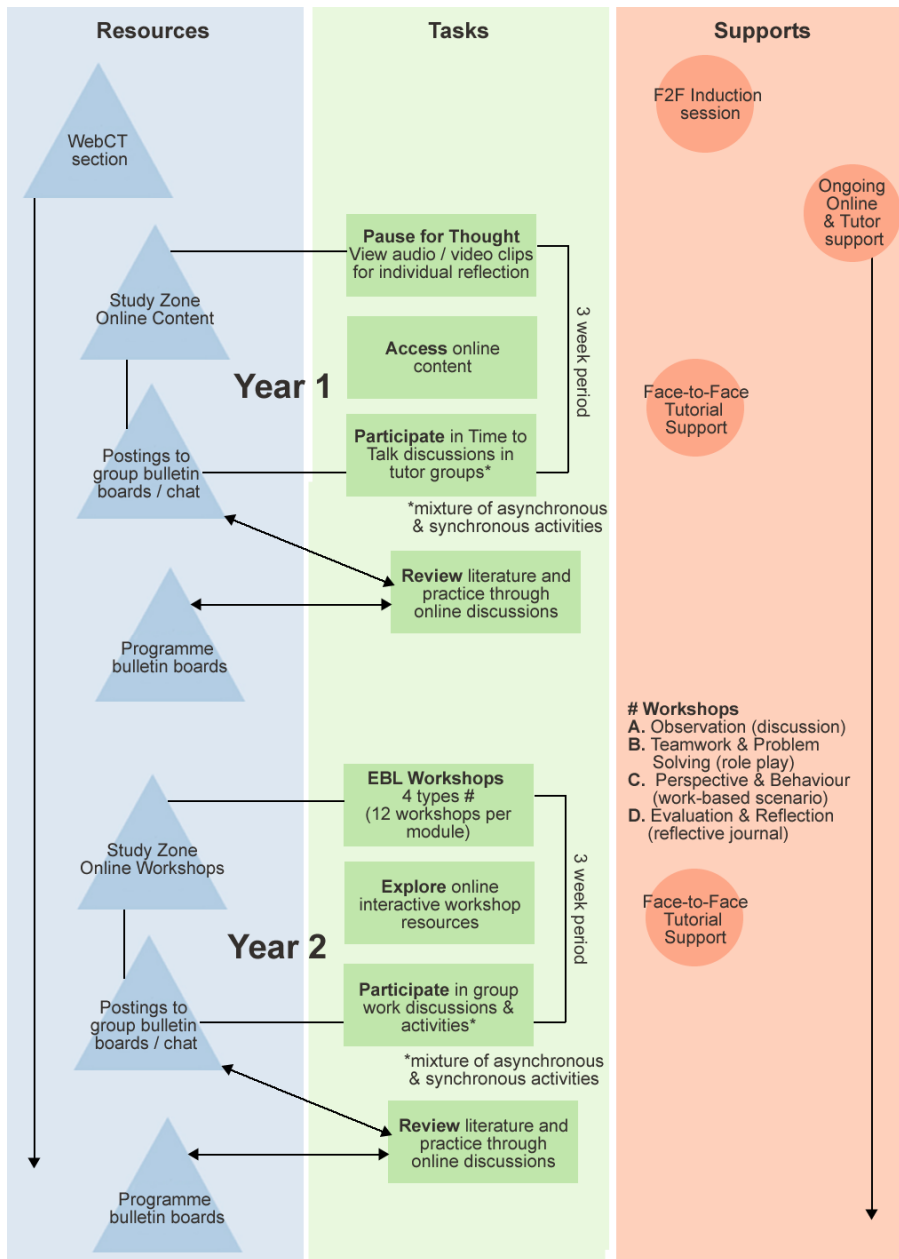 Resources
Tasks
Supports
WebCT
section
F2F Induction
session
Ongoing
Online
& Tutor
support
Pause for Thought
View audio / video clips
for individual reflection
Study Zone
Online Content
3 week period
Access online
content
Year 1
Face-to-Face
Tutorial
Support
Participate in Time to
Talk discussions in
tutor groups*
Postings to
group bulletin
boards / chat
*mixture of asynchronous
& synchronous activities
Review literature and
practice through
online discussions
Programme
bulletin boards
# Workshops
A. Observation (discussion)
B. Teamwork & Problem
Solving (role play)
C. Perspective & Behaviour
(work-based scenario)
D. Evaluation & Reflection
(reflective journal)
EBL Workshops
4 types #
(12 workshops per
module)
Study Zone
Online Workshops
3 week period
Explore online
interactive workshop
resources
Face-to-Face
Tutorial
Support
Year 2
Participate in group
work discussions &
activities*
Postings to
group bulletin
boards / chat
*mixture of asynchronous
& synchronous activities
Review literature and
practice through
online discussions
Programme
bulletin boards